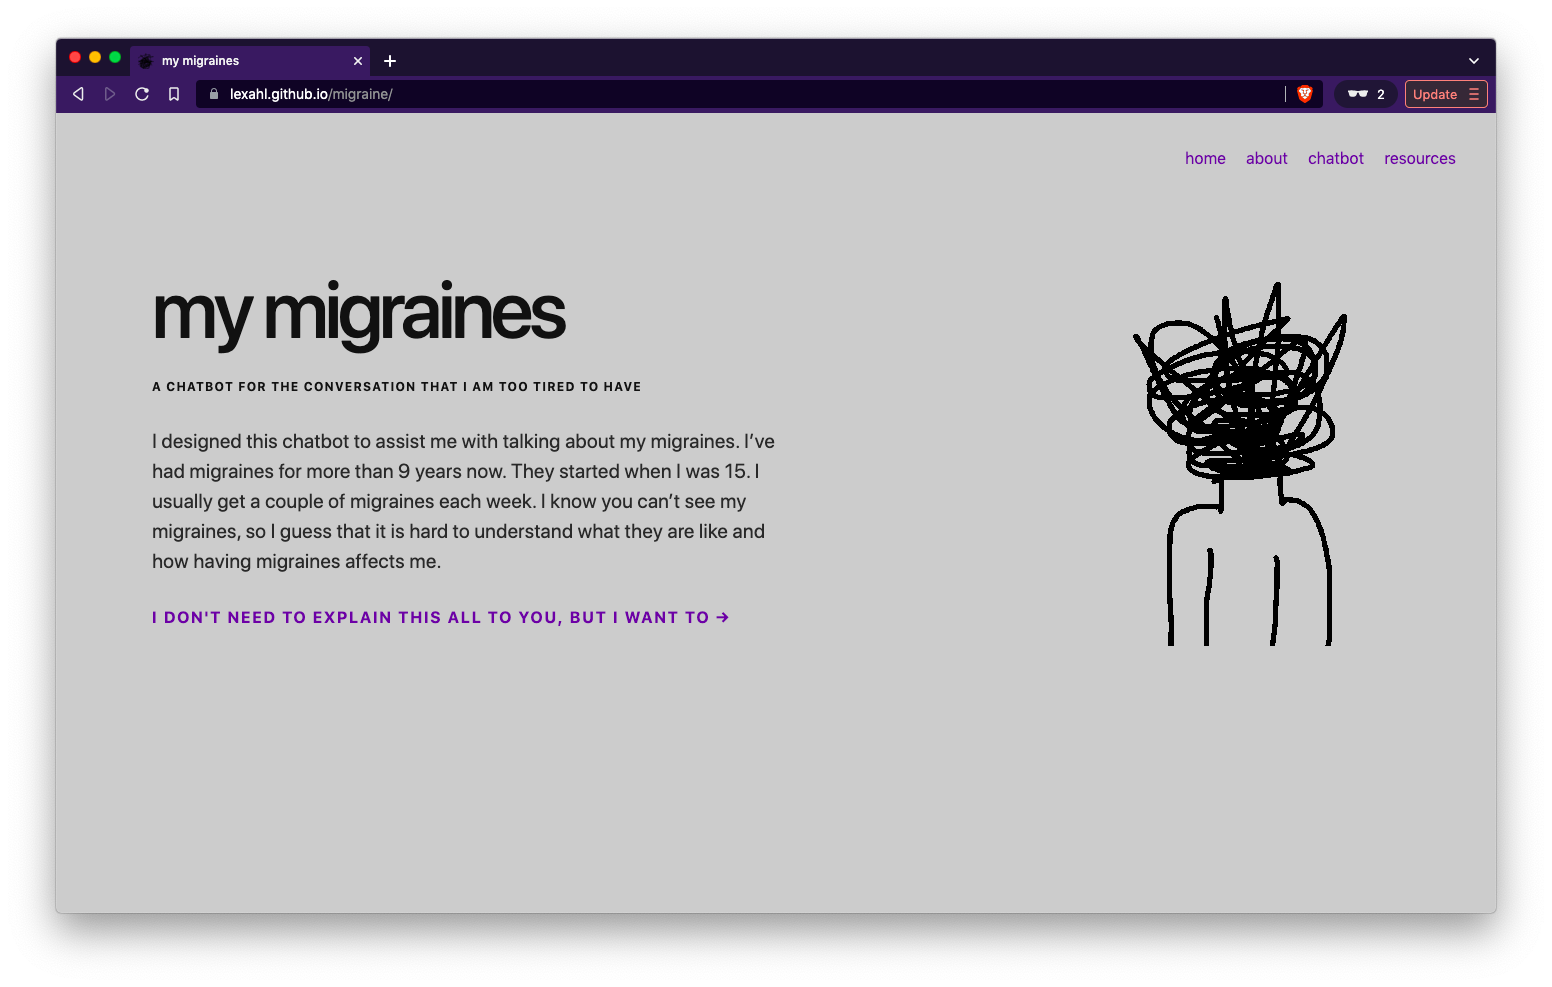 my migraines
lexahl.github.io/migraine/
2
Update
home about chatbot resources
my migraines
A CHATBOT FOR THE CONVERSATION THAT I AM TOO TIRED TO HAVE
I designed this chatbot to assist me with talking about my migraines. I’ve
had migraines for more than 9 years now. They started when I was 15. I
usually get a couple of migraines each week. I know you can’t see my
migraines, so I guess that it is hard to understand what they are like and
how having migraines affects me.
I DON'T NEED TO EXPLAIN THIS ALL TO YOU, BUT I WANT TO →